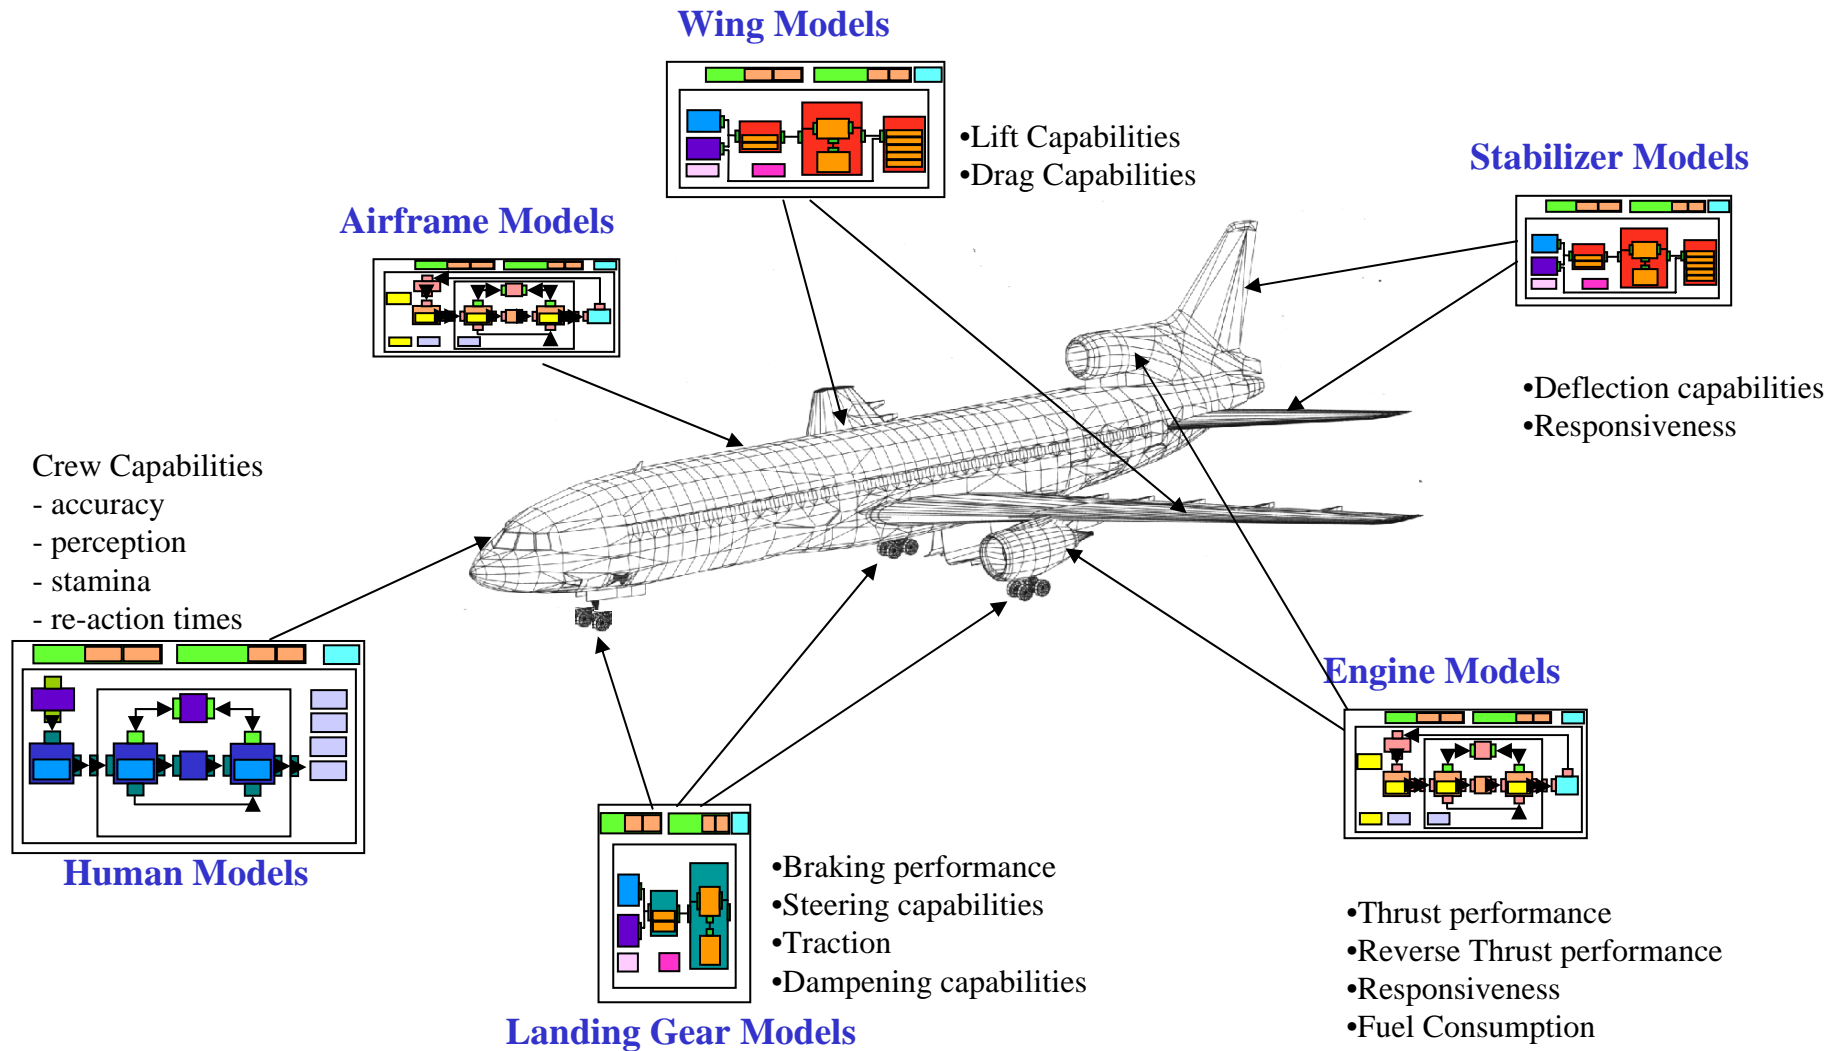 Wing Models
•Lift Capabilities
•Drag Capabilities
Stabilizer Models
•Deflection capabilities
•Responsiveness
Airframe Models
Crew Capabilities
- accuracy
- perception
- stamina
- re-action times
Human Models
•Braking performance
•Steering capabilities
•Traction
•Dampening capabilities
Landing Gear Models
Engine Models
•Thrust performance
•Reverse Thrust performance
•Responsiveness
•Fuel Consumption